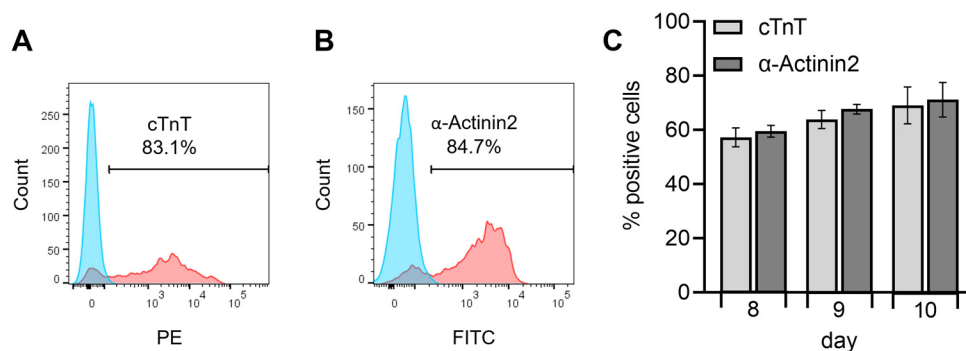 A
Count
250
200
150
100
50
0
cTnT
83.1%
0
10³
10⁴
10⁵
PE
B
Count
150
100
50
0
α-Actinin2
84.7%
0
10³
10⁴
10⁵
FITC
C
% positive cells
100
80
60
40
20
0
cTnT
α-Actinin2
8
9
10
day